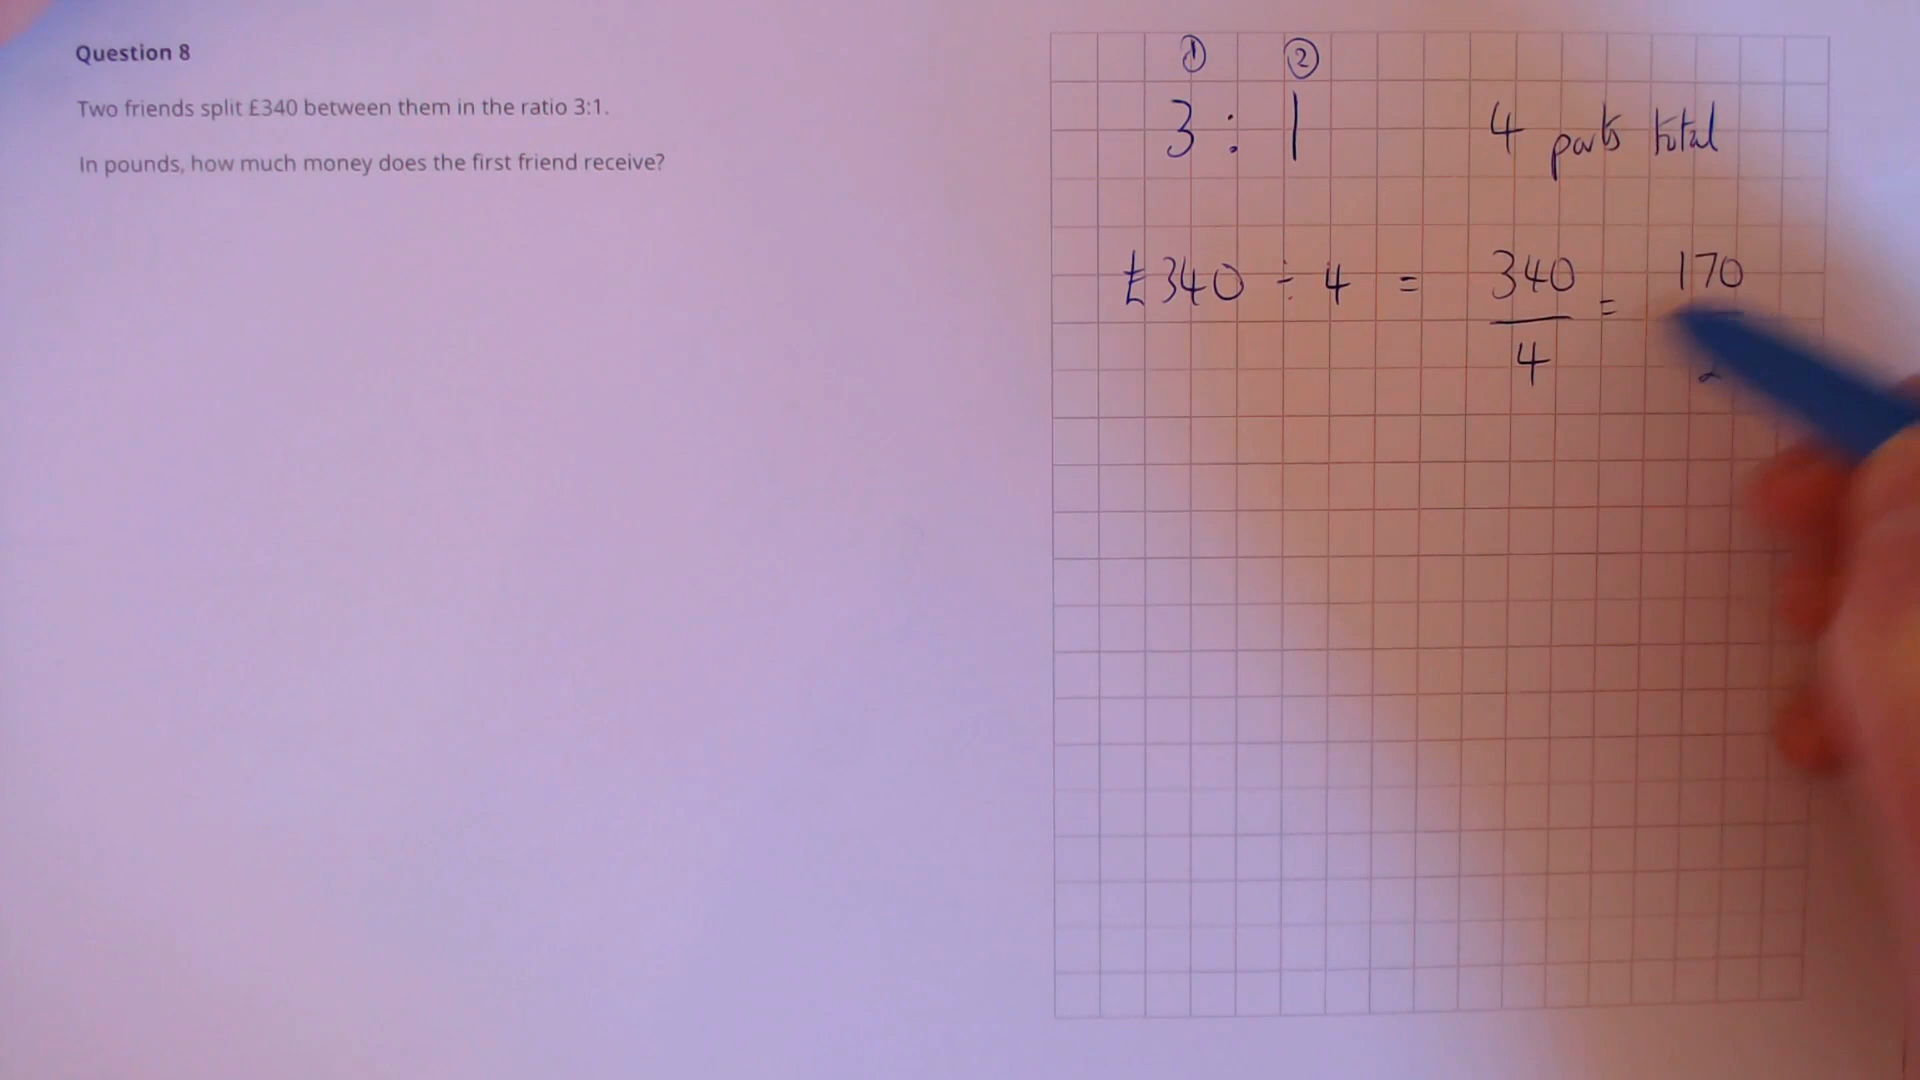 Question 8
Two friends split £340 between them in the ratio 3:1.
In pounds, how much money does the first friend receive?
① ②
3 : 1 4 parts total
£340 ÷ 4 = 340/4 = 170